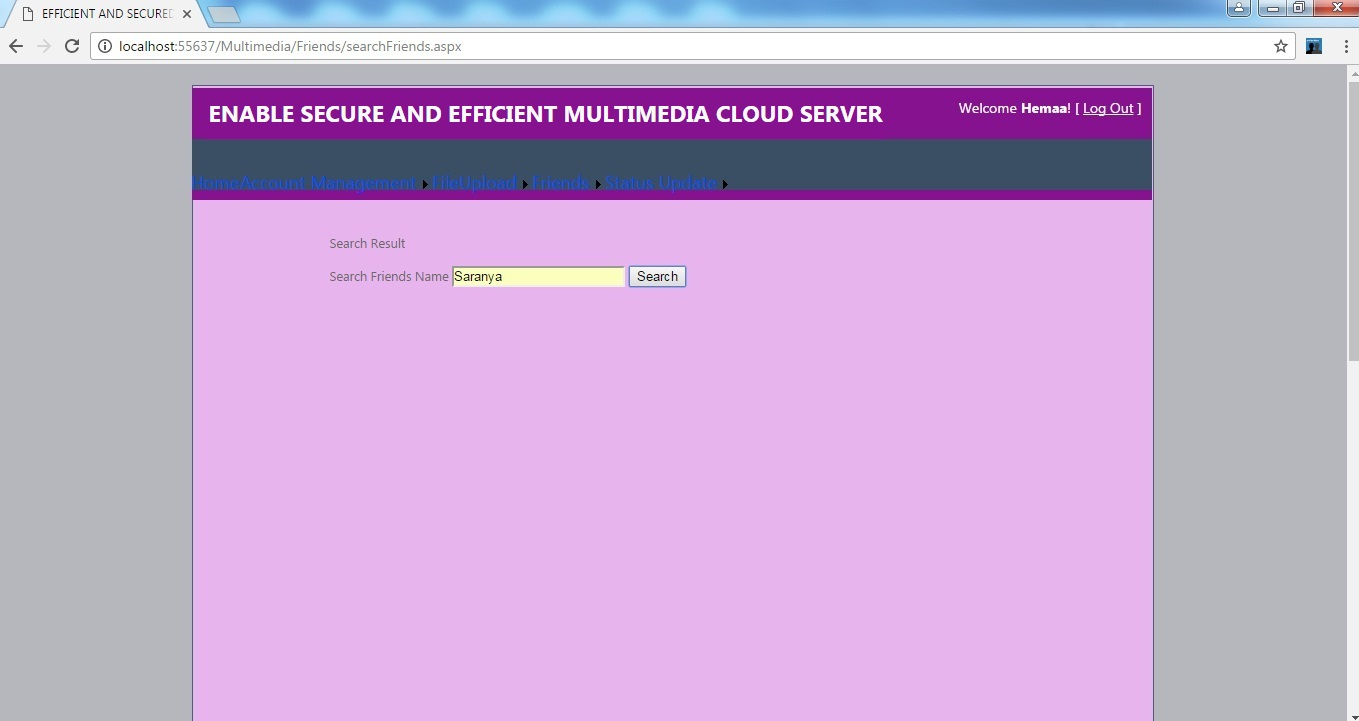 EFFICIENT AND SECURED
localhost:55637/Multimedia/Friends/searchFriends.aspx
ENABLE SECURE AND EFFICIENT MULTIMEDIA CLOUD SERVER
Welcome Hemaa! [ Log Out ]
HomeAccount Management FileUpload Friends Status Update
Search Result
Search Friends Name Saranya Search